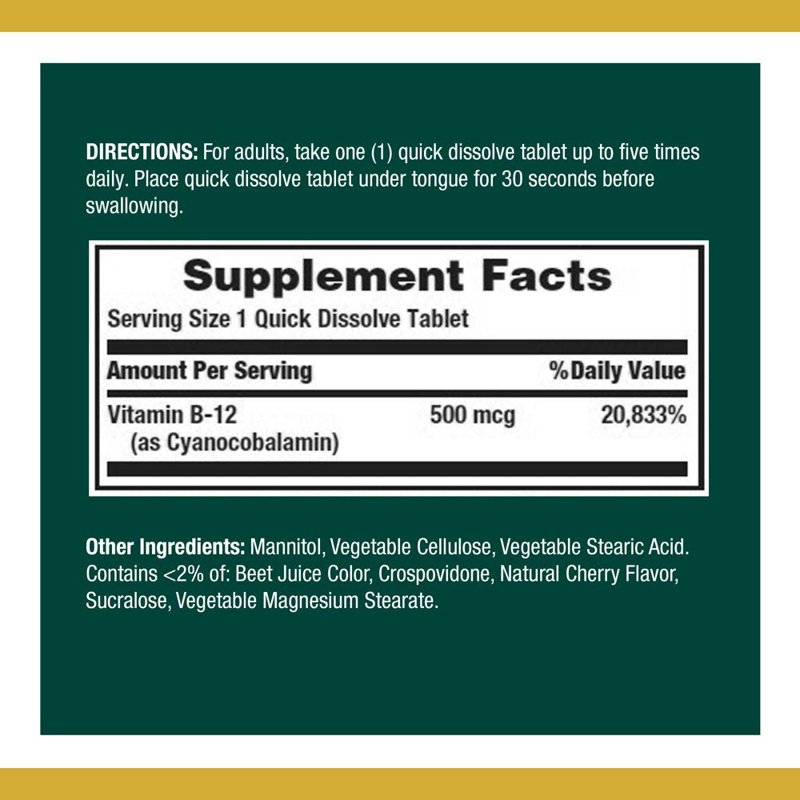 DIRECTIONS: For adults, take one (1) quick dissolve tablet up to five times
daily. Place quick dissolve tablet under tongue for 30 seconds before
swallowing.
Supplement Facts
Serving Size 1 Quick Dissolve Tablet
Amount Per Serving %Daily Value
Vitamin B-12 500 mcg 20,833%
(as Cyanocobalamin)
Other Ingredients: Mannitol, Vegetable Cellulose, Vegetable Stearic Acid.
Contains <2% of: Beet Juice Color, Crospovidone, Natural Cherry Flavor,
Sucralose, Vegetable Magnesium Stearate.